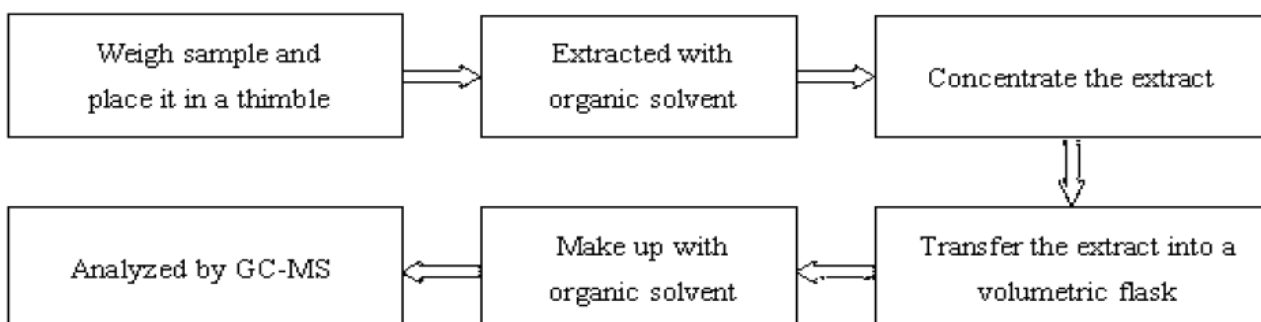 Weigh sample and
place it in a thimble
Extracted with
organic solvent
Concentrate the extract
Transfer the extract into a
volumetric flask
Make up with
organic solvent
Analyzed by GC-MS